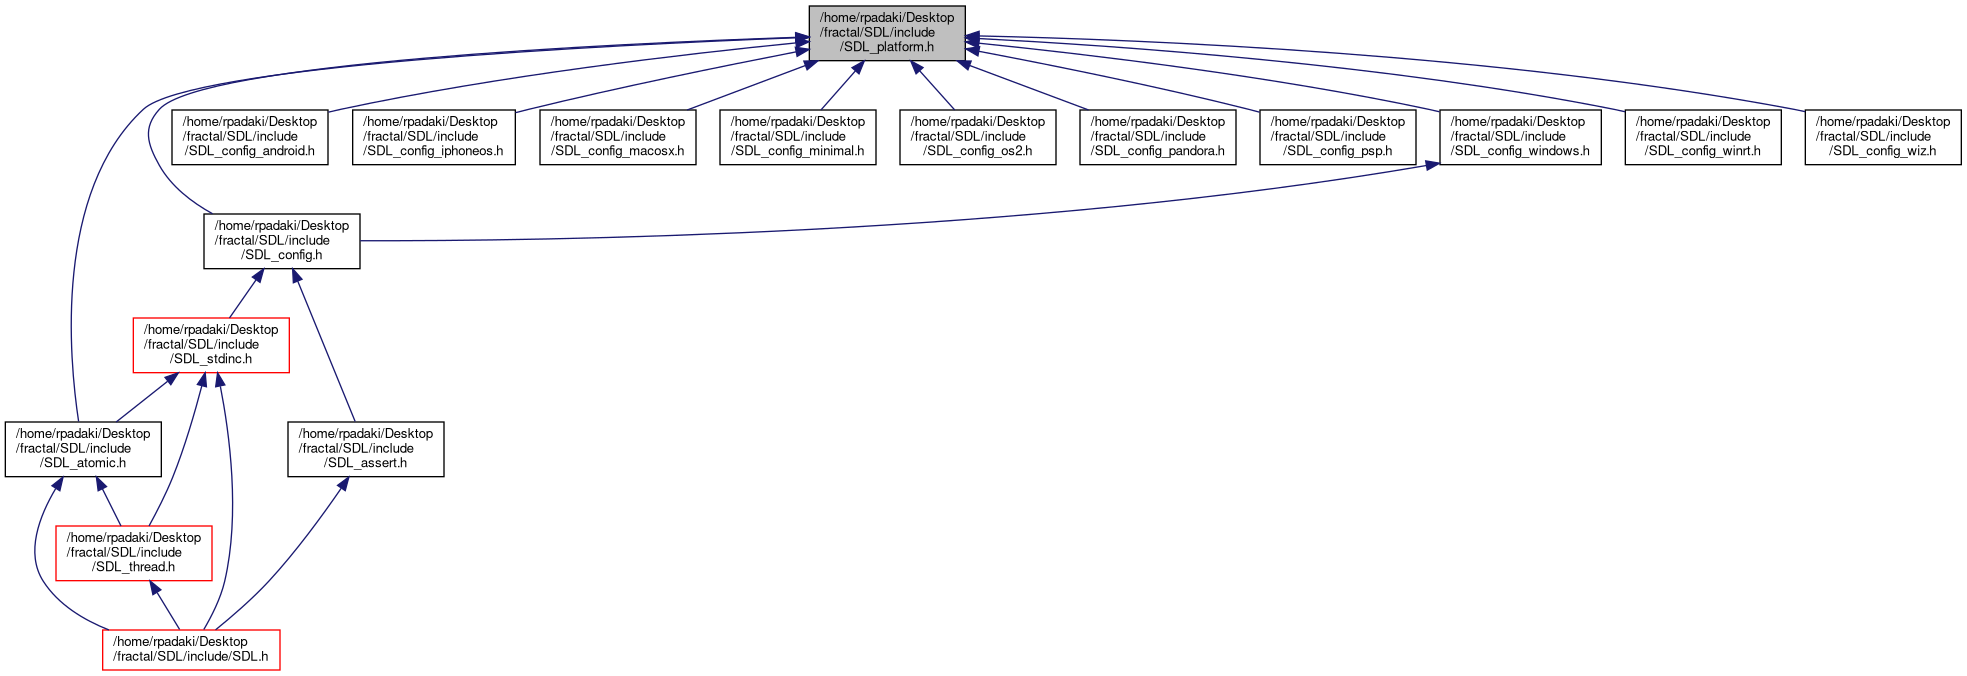 /home/rpadaki/Desktop
/fractal/SDL/include
/SDL_platform.h
/home/rpadaki/Desktop
/fractal/SDL/include
/SDL_config_android.h
/home/rpadaki/Desktop
/fractal/SDL/include
/SDL_config_iphoneos.h
/home/rpadaki/Desktop
/fractal/SDL/include
/SDL_config_macosx.h
/home/rpadaki/Desktop
/fractal/SDL/include
/SDL_config_minimal.h
/home/rpadaki/Desktop
/fractal/SDL/include
/SDL_config_os2.h
/home/rpadaki/Desktop
/fractal/SDL/include
/SDL_config_pandora.h
/home/rpadaki/Desktop
/fractal/SDL/include
/SDL_config_psp.h
/home/rpadaki/Desktop
/fractal/SDL/include
/SDL_config_windows.h
/home/rpadaki/Desktop
/fractal/SDL/include
/SDL_config_winrt.h
/home/rpadaki/Desktop
/fractal/SDL/include
/SDL_config_wiz.h
/home/rpadaki/Desktop
/fractal/SDL/include
/SDL_config.h
/home/rpadaki/Desktop
/fractal/SDL/include
/SDL_stdinc.h
/home/rpadaki/Desktop
/fractal/SDL/include
/SDL_atomic.h
/home/rpadaki/Desktop
/fractal/SDL/include
/SDL_assert.h
/home/rpadaki/Desktop
/fractal/SDL/include
/SDL_thread.h
/home/rpadaki/Desktop
/fractal/SDL/include/SDL.h